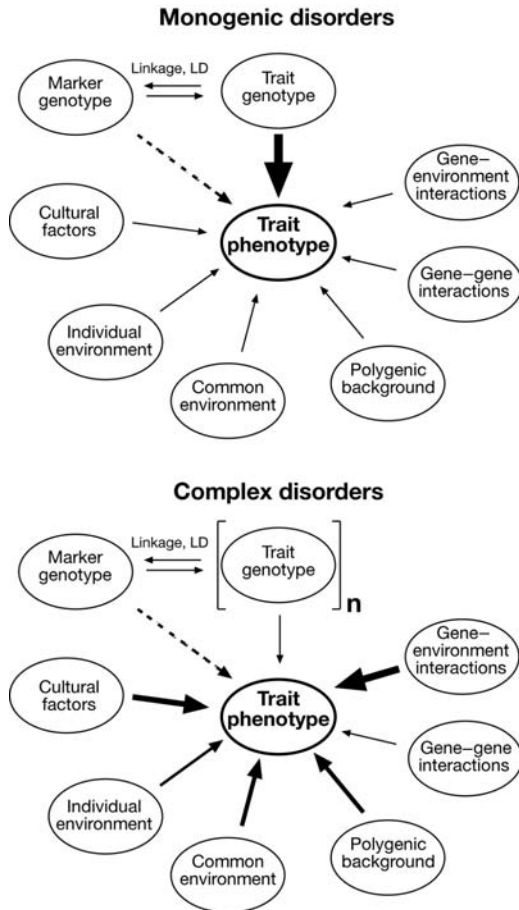 Monogenic disorders
Marker
genotype
Linkage, LD
Trait
genotype
Gene–
environment
interactions
Cultural
factors
Trait
phenotype
Gene–gene
interactions
Individual
environment
Common
environment
Polygenic
background
Complex disorders
Marker
genotype
Linkage, LD
Trait
genotype
n
Gene–
environment
interactions
Cultural
factors
Trait
phenotype
Gene–gene
interactions
Individual
environment
Common
environment
Polygenic
background